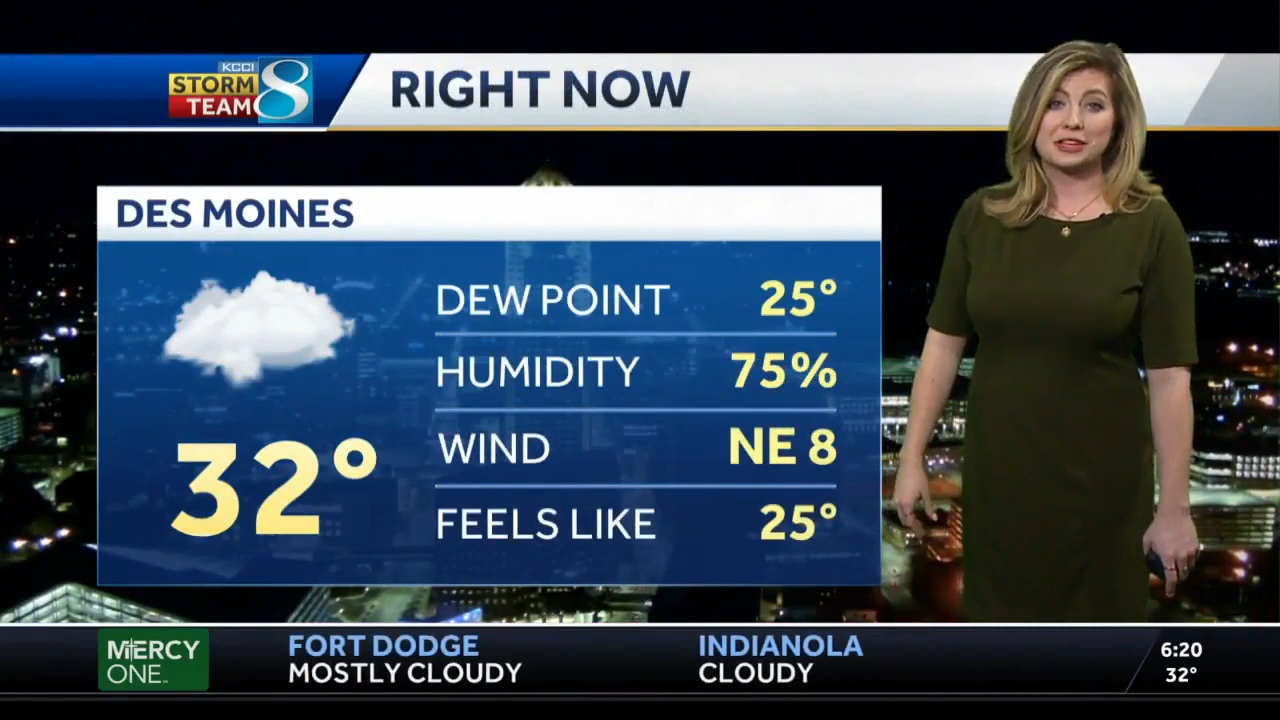 KCCI
STORM
TEAM
8
RIGHT NOW
DES MOINES
32°
DEW POINT 25°
HUMIDITY 75%
WIND NE 8
FEELS LIKE 25°
MERCY
ONE
FORT DODGE
MOSTLY CLOUDY
INDIANOLA
CLOUDY
6:20
32°